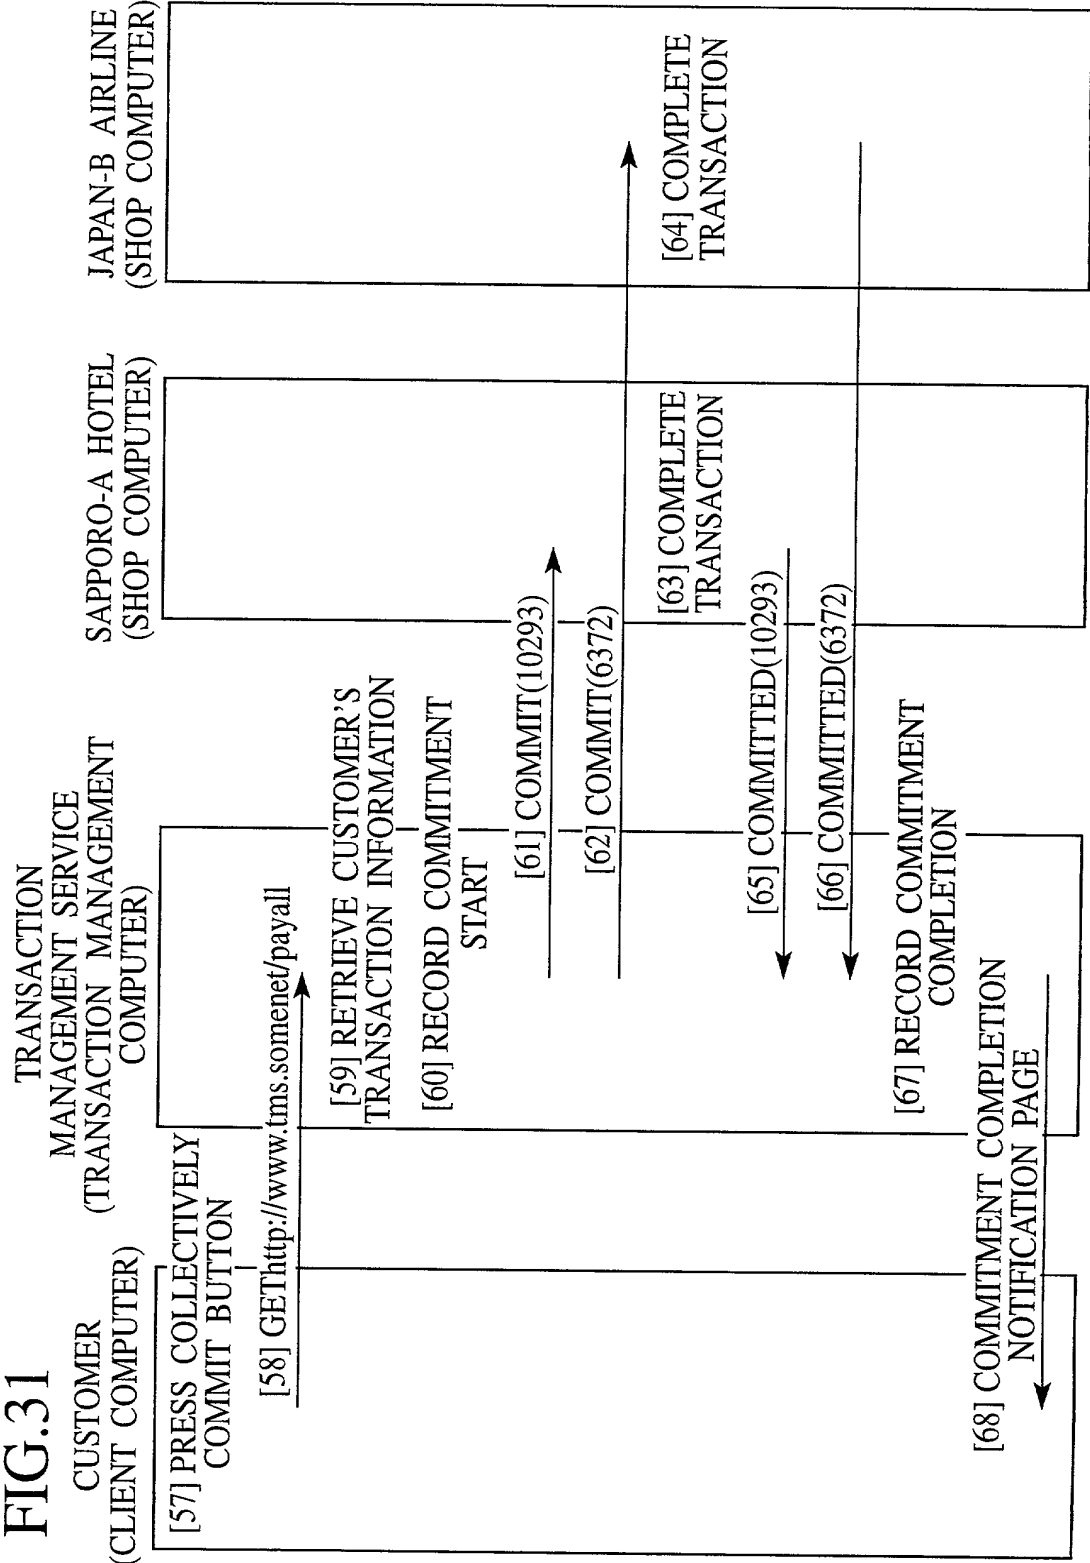 FIG.31
CUSTOMER
(CLIENT COMPUTER)
TRANSACTION
MANAGEMENT SERVICE
(TRANSACTION MANAGEMENT
COMPUTER)
SAPPORO-A HOTEL
(SHOP COMPUTER)
JAPAN-B AIRLINE
(SHOP COMPUTER)
[57] PRESS COLLECTIVELY
COMMIT BUTTON
[58] GEThttp://www.tms.somenet/payall
[59] RETRIEVE CUSTOMER'S
TRANSACTION INFORMATION
[60] RECORD COMMITMENT
START
[61] COMMIT(10293)
[62] COMMIT(6372)
[63] COMPLETE
TRANSACTION
[64] COMPLETE
TRANSACTION
[65] COMMITTED(10293)
[66] COMMITTED(6372)
[67] RECORD COMMITMENT
COMPLETION
[68] COMMITMENT COMPLETION
NOTIFICATION PAGE